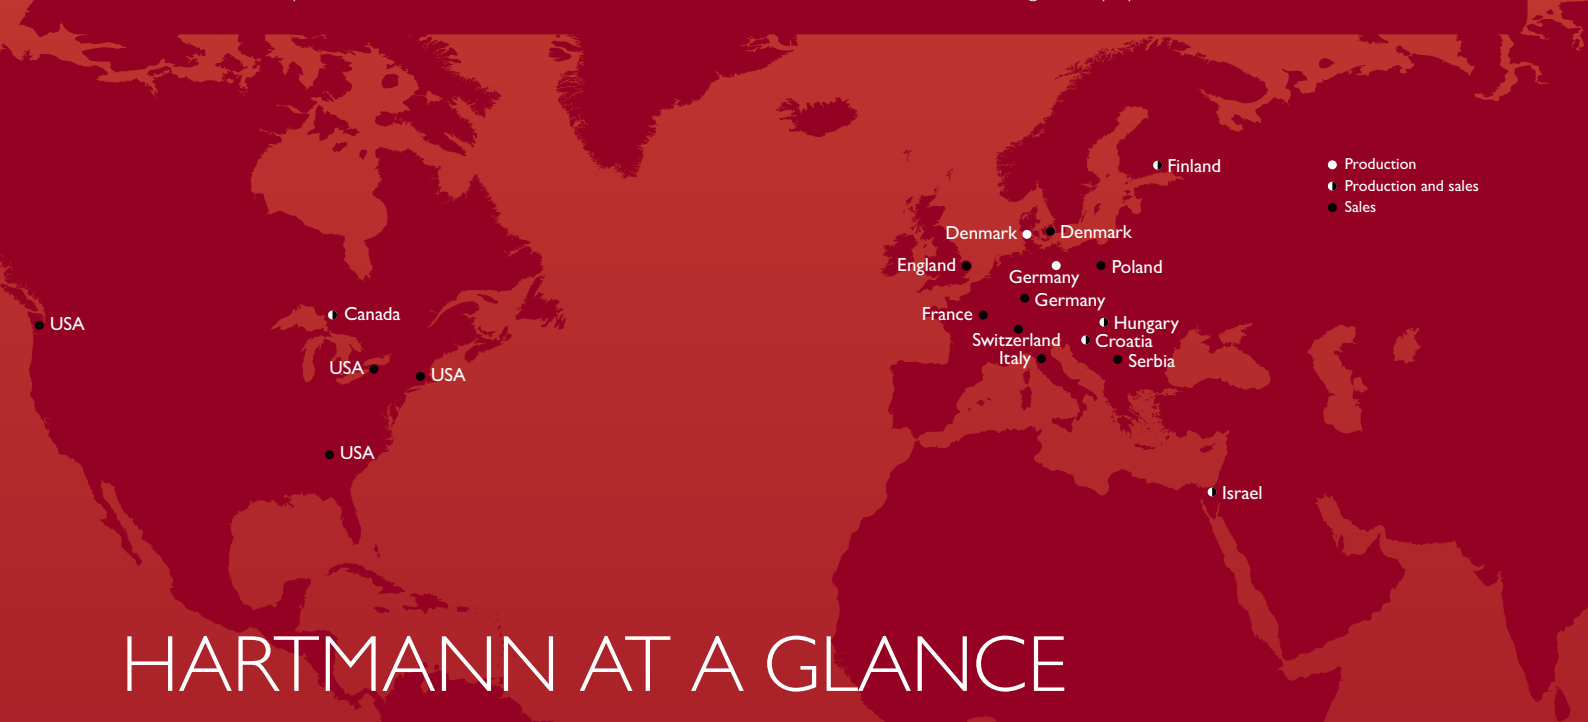 Finland
Production
Production and sales
Sales
Denmark
Denmark
England
Poland
Germany
Germany
France
Canada
USA
Hungary
Switzerland
Croatia
Italy
Serbia
USA
USA
USA
Israel
HARTMANN AT A GLANCE